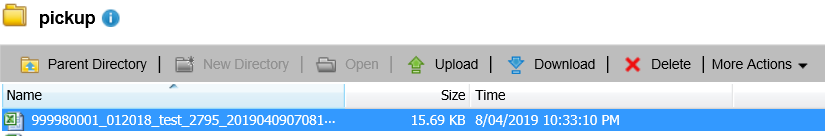 pickup
Parent Directory | New Directory | Open | Upload | Download | Delete | More Actions
Name Size Time
999980001_012018_test_2795_2019040907081··· 15.69 KB 8/04/2019 10:33:10 PM